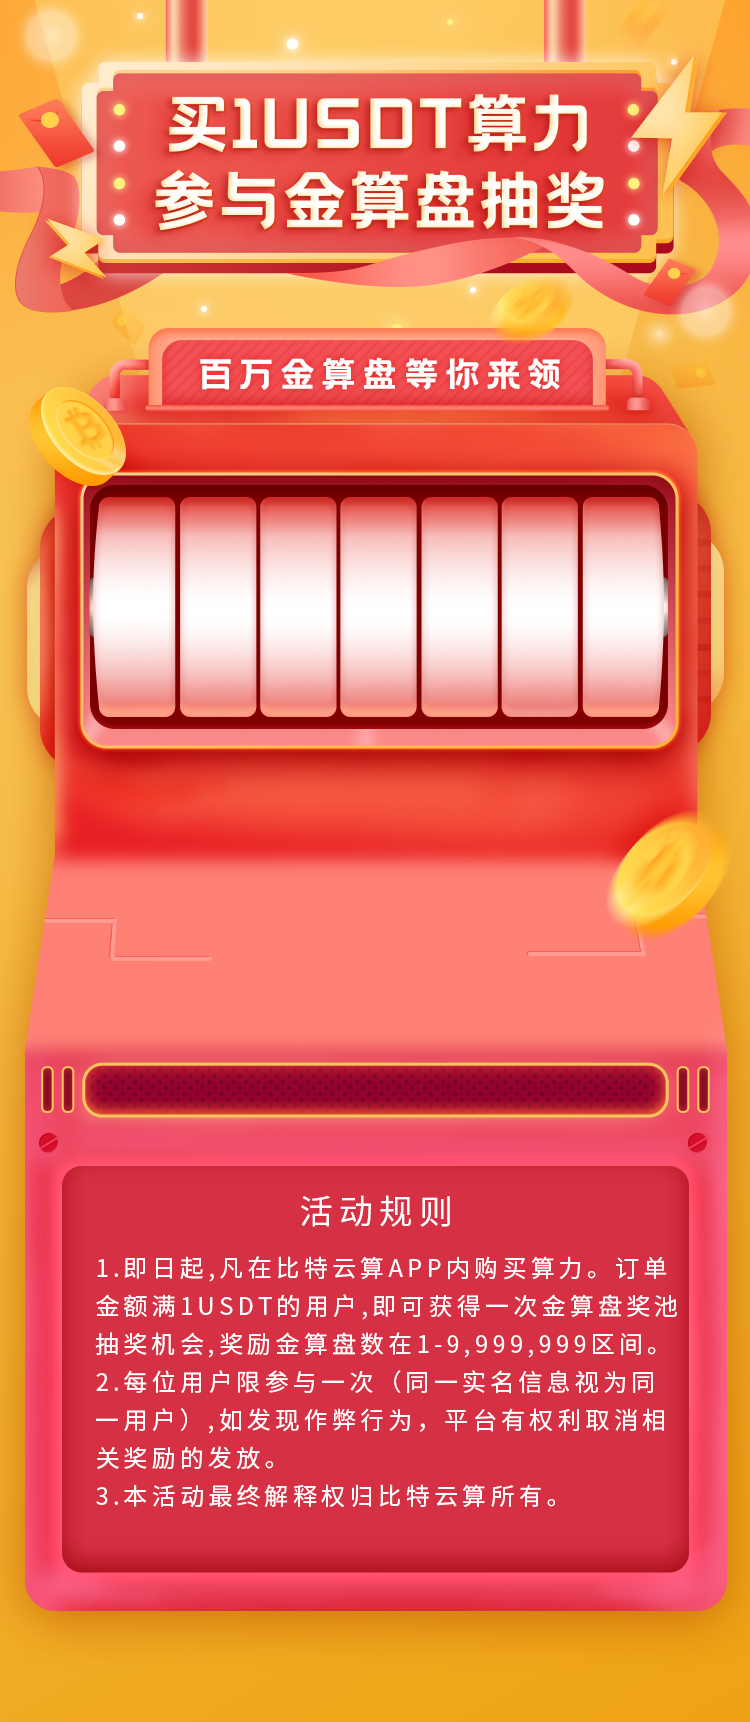 买1USDT算力
参与金算盘抽奖
百万金算盘等你来领
活动规则
1.即日起,凡在比特云算APP内购买算力。订单
金额满1USDT的用户,即可获得一次金算盘奖池
抽奖机会,奖励金算盘数在1-9,999,999区间。
2.每位用户限参与一次（同一实名信息视为同
一用户）,如发现作弊行为，平台有权利取消相
关奖励的发放。
3.本活动最终解释权归比特云算所有。